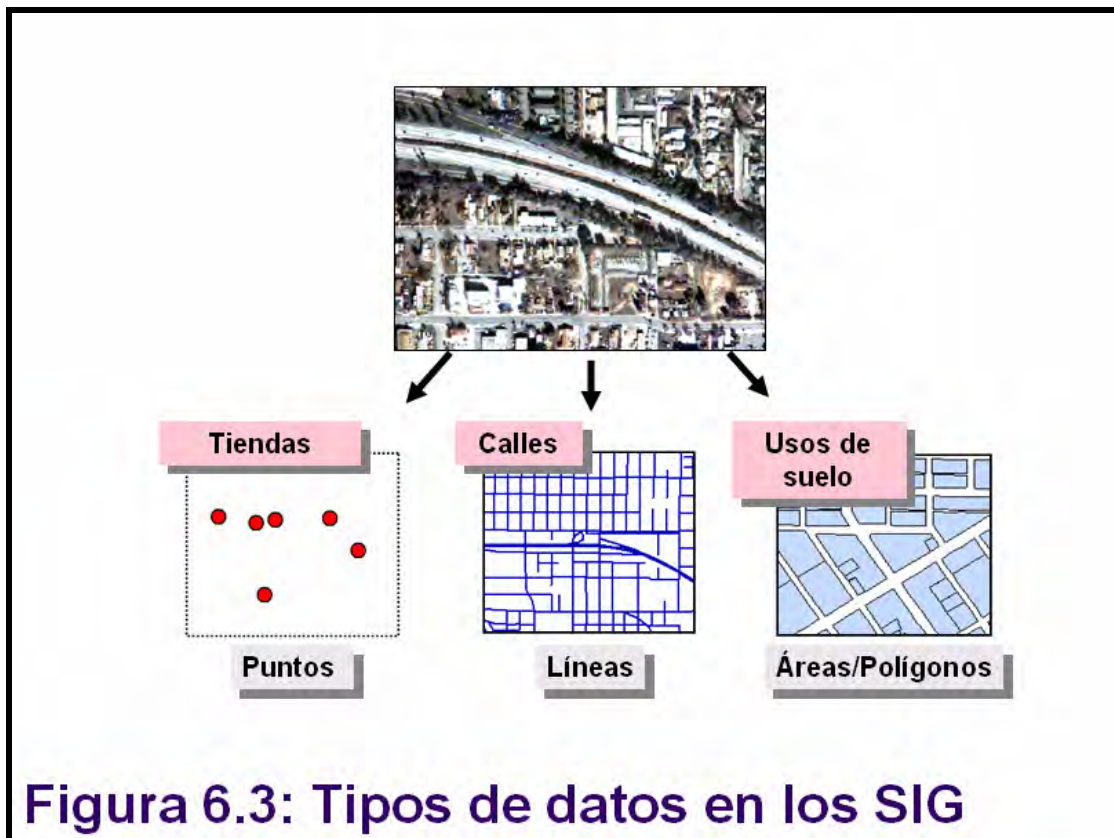 Tiendas
Calles
Usos de
suelo
Puntos
Líneas
Áreas/Polígonos
Figura 6.3: Tipos de datos en los SIG